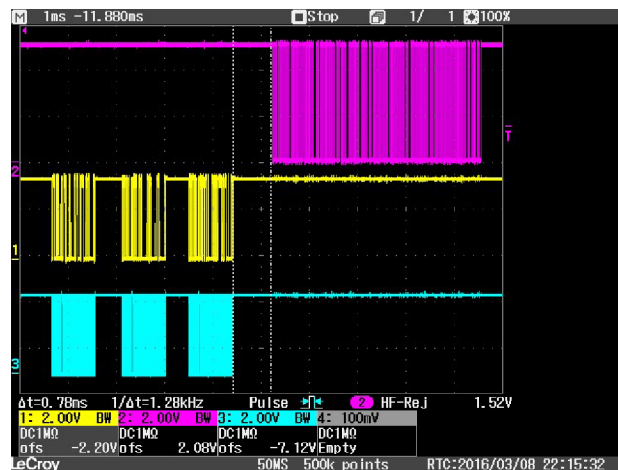 M 1ms -11.880ms Stop 1/ 1 100%
T
2
1
3
Δt=0.78ms 1/Δt=1.28kHz Pulse 2 HF-Rej 1.52V
1: 2.00V BW 2: 2.00V BW 3: 2.00V BW 4: 100mV
DC1MΩ DC1MΩ DC1MΩ DC1MΩ
ofs -2.20V ofs 2.08V ofs -7.12V Empty
LeCroy 50MS 500k points RTC:2016/03/08 22:15:32